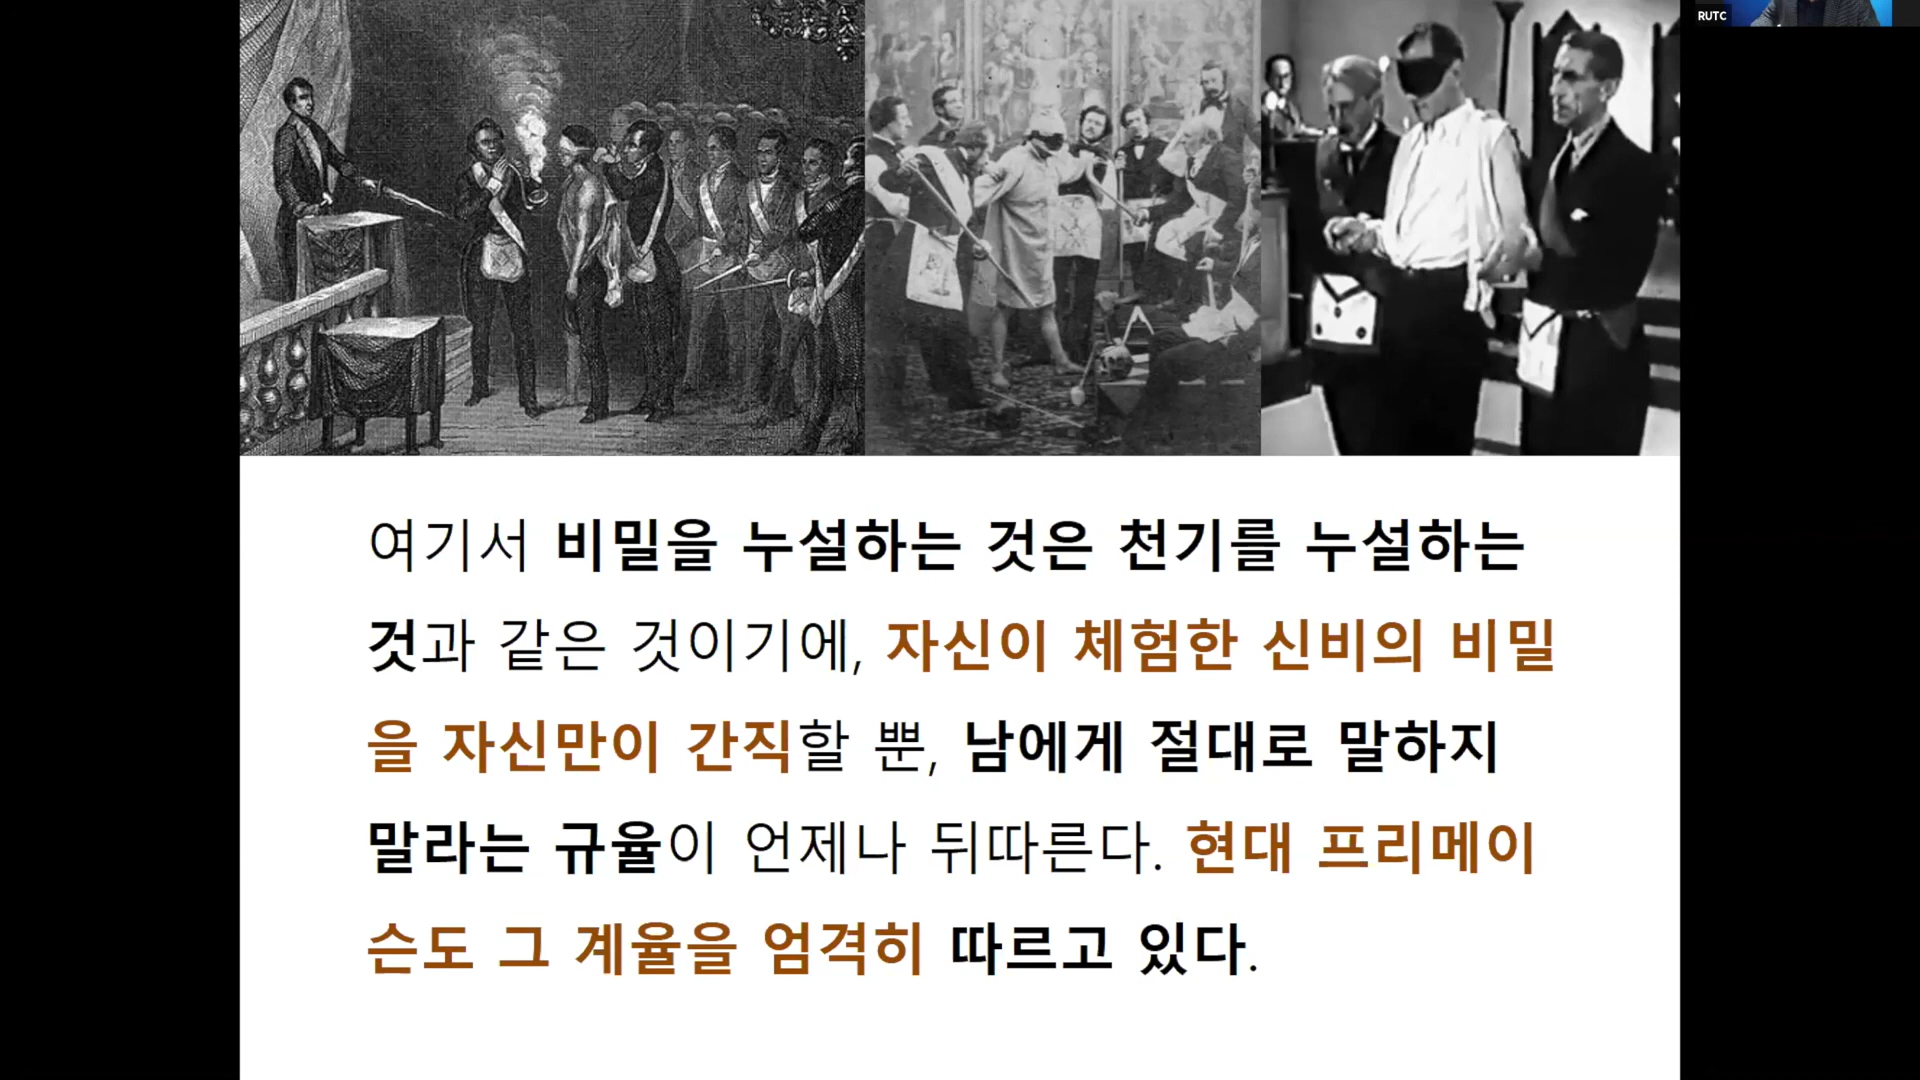 RUTC
여기서 비밀을 누설하는 것은 천기를 누설하는
것과 같은 것이기에, 자신이 체험한 신비의 비밀
을 자신만이 간직할 뿐, 남에게 절대로 말하지
말라는 규율이 언제나 뒤따른다. 현대 프리메이
슨도 그 계율을 엄격히 따르고 있다.